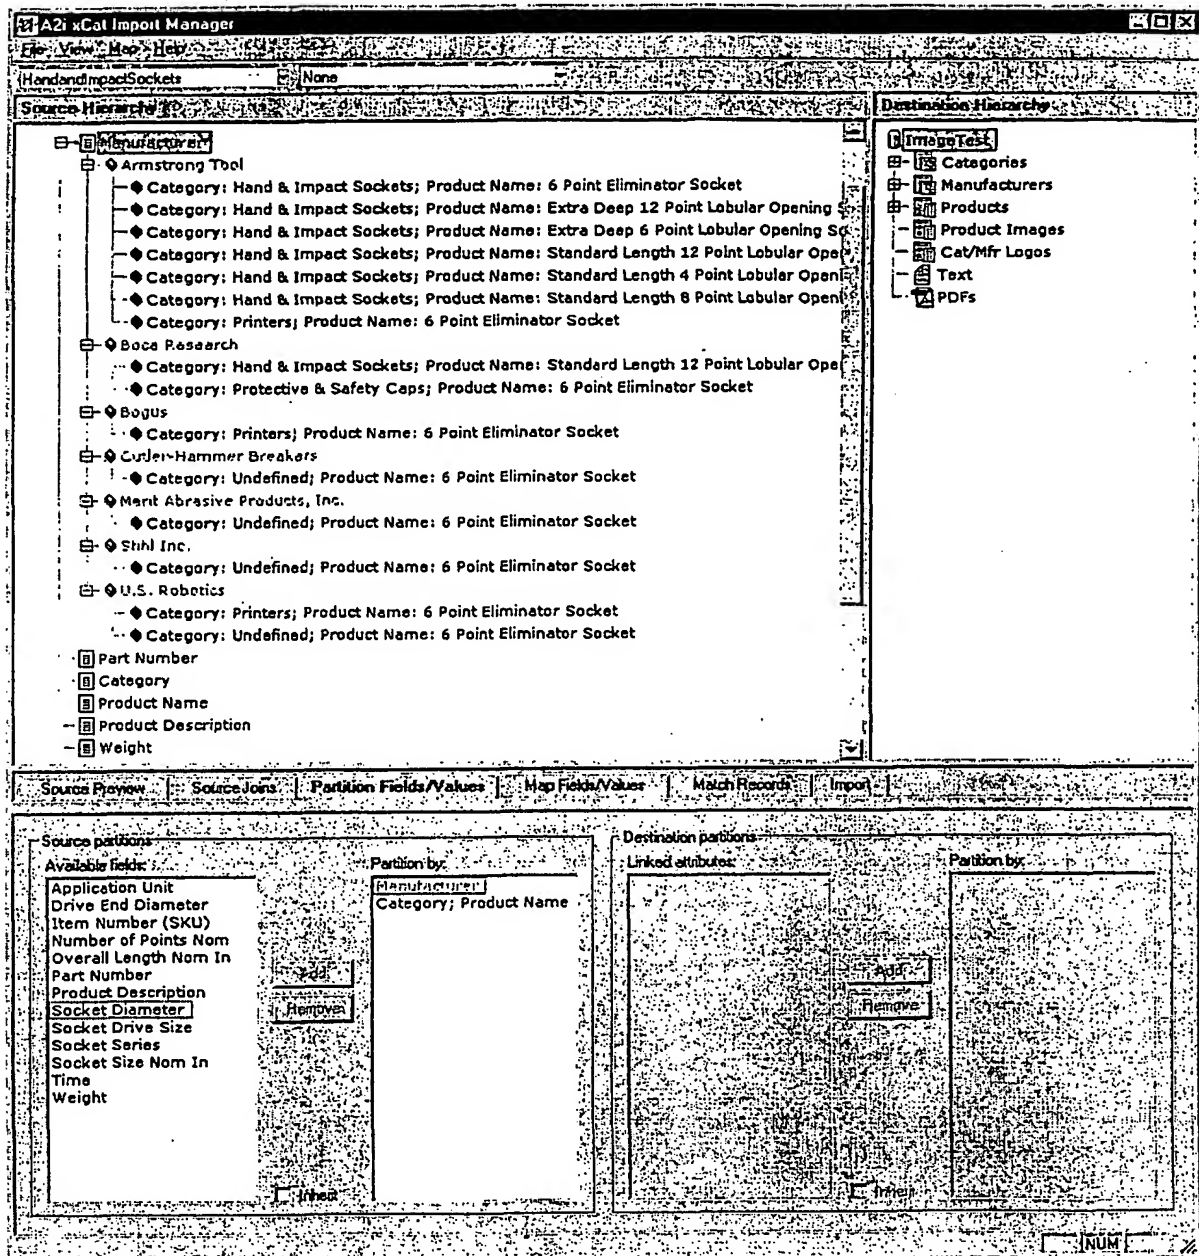 A2i xCat Import Manager
File View Map Help
HandandImpactSockets
None
Source Hierarchy
Manufacturer
Armstrong Tool
Category: Hand & Impact Sockets; Product Name: 6 Point Eliminator Socket
Category: Hand & Impact Sockets; Product Name: Extra Deep 12 Point Lobular Opening S
Category: Hand & Impact Sockets; Product Name: Extra Deep 6 Point Lobular Opening So
Category: Hand & Impact Sockets; Product Name: Standard Length 12 Point Lobular Ope
Category: Hand & Impact Sockets; Product Name: Standard Length 4 Point Lobular Openi
Category: Hand & Impact Sockets; Product Name: Standard Length 8 Point Lobular Openi
Category: Printers; Product Name: 6 Point Eliminator Socket
Boca Research
Category: Hand & Impact Sockets; Product Name: Standard Length 12 Point Lobular Ope
Category: Protective & Safety Caps; Product Name: 6 Point Eliminator Socket
Bogus
Category: Printers; Product Name: 6 Point Eliminator Socket
Cutler-Hammer Breakers
Category: Undefined; Product Name: 6 Point Eliminator Socket
Merit Abrasive Products, Inc.
Category: Undefined; Product Name: 6 Point Eliminator Socket
Stihl Inc.
Category: Undefined; Product Name: 6 Point Eliminator Socket
U.S. Robotics
Category: Printers; Product Name: 6 Point Eliminator Socket
Category: Undefined; Product Name: 6 Point Eliminator Socket
Part Number
Category
Product Name
Product Description
Weight
Destination Hierarchy
ImageTest
Categories
Manufacturers
Products
Product Images
Cat/Mfr Logos
Text
PDFs
Source Preview
Source Joins
Partition Fields/Values
Map Fields/Values
Match Records
Import
Source partitions
Available fields:
Application Unit
Drive End Diameter
Item Number (SKU)
Number of Points Nom
Overall Length Nom In
Part Number
Product Description
Socket Diameter
Socket Drive Size
Socket Series
Socket Size Nom In
Time
Weight
Add
Remove
Inherit
Partition by:
Manufacturer
Category; Product Name
Destination partitions
Linked attributes:
Add
Remove
Inherit
Partition by:
NUM